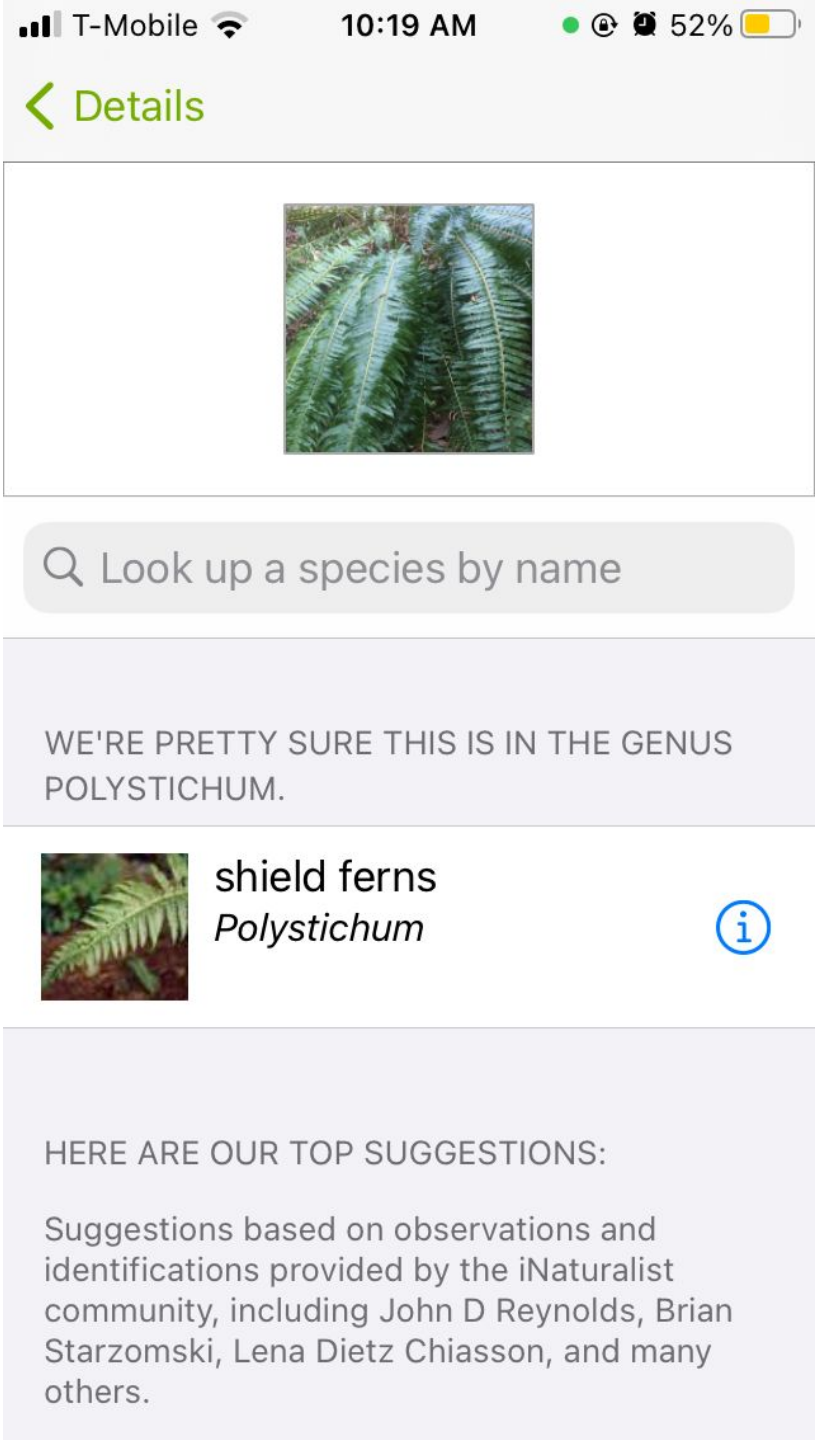 T-Mobile 10:19 AM 52%
Details
Look up a species by name
WE'RE PRETTY SURE THIS IS IN THE GENUS
POLYSTICHUM.
shield ferns
Polystichum
HERE ARE OUR TOP SUGGESTIONS:
Suggestions based on observations and
identifications provided by the iNaturalist
community, including John D Reynolds, Brian
Starzomski, Lena Dietz Chiasson, and many
others.